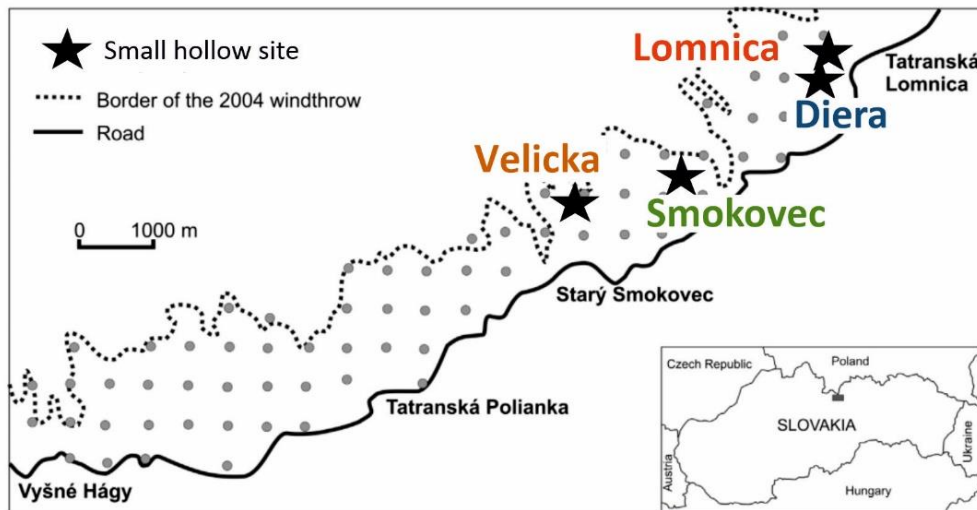 Small hollow site
Border of the 2004 windthrow
Road
Lomnica
Tatranská
Lomnica
Diera
Velicka
Smokovec
0 1000 m
Starý Smokovec
Tatranská Polianka
Vyšné Hágy
Czech Republic
Poland
SLOVAKIA
Ukraine
Austria
Hungary